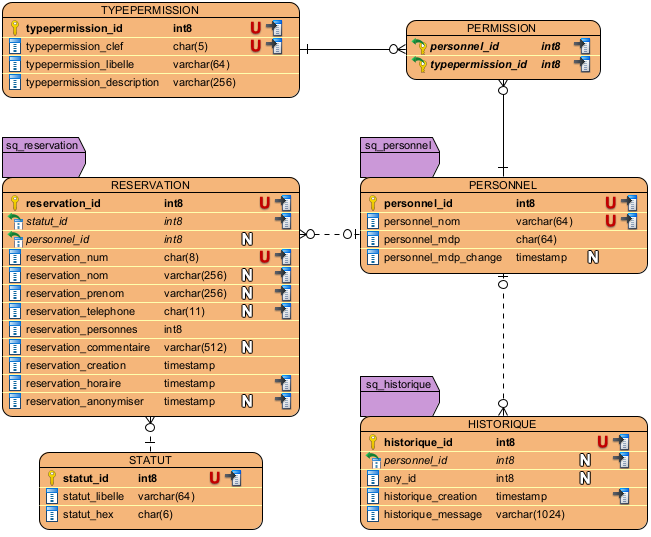 TYPEPERMISSION
typepermission_id int8 U
typepermission_clef char(5) U
typepermission_libelle varchar(64)
typepermission_description varchar(256)
PERMISSION
personnel_id int8
typepermission_id int8
sq_reservation
RESERVATION
reservation_id int8 U
statut_id int8
personnel_id int8 N
reservation_num char(8) U
reservation_nom varchar(256) N
reservation_prenom varchar(256) N
reservation_telephone char(11) N
reservation_personnes int8
reservation_commentaire varchar(512) N
reservation_creation timestamp
reservation_horaire timestamp
reservation_anonymiser timestamp N
sq_personnel
PERSONNEL
personnel_id int8 U
personnel_nom varchar(64) U
personnel_mdp char(64)
personnel_mdp_change timestamp N
STATUT
statut_id int8 U
statut_libelle varchar(64)
statut_hex char(6)
sq_historique
HISTORIQUE
historique_id int8 U
personnel_id int8 N
any_id int8 N
historique_creation timestamp
historique_message varchar(1024)